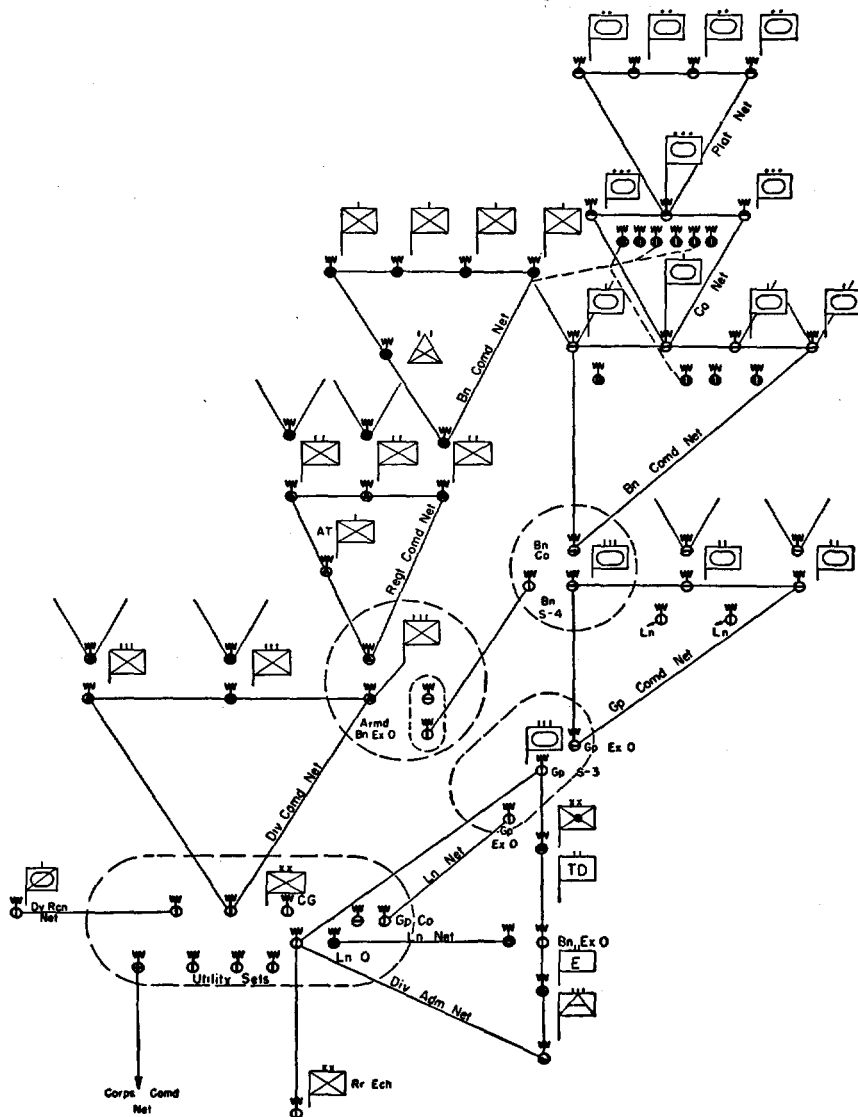 Plat Net
Co Net
Bn Comd Net
Bn Comd Net
AT
Regt Comd Net
Bn
Co
Bn
S-4
Ln
Ln
Gp Comd Net
Armd
Bn Ex O
Gp Ex O
Gp S-3
Div Comd Net
Gp
Ex O
Ln Net
TD
CG
Dv Rcn
Net
Gp Co
Ln Net
Bn Ex O
Ln O
E
Utility Sets
Div Adm Net
Rr Ech
Corps Comd
Net